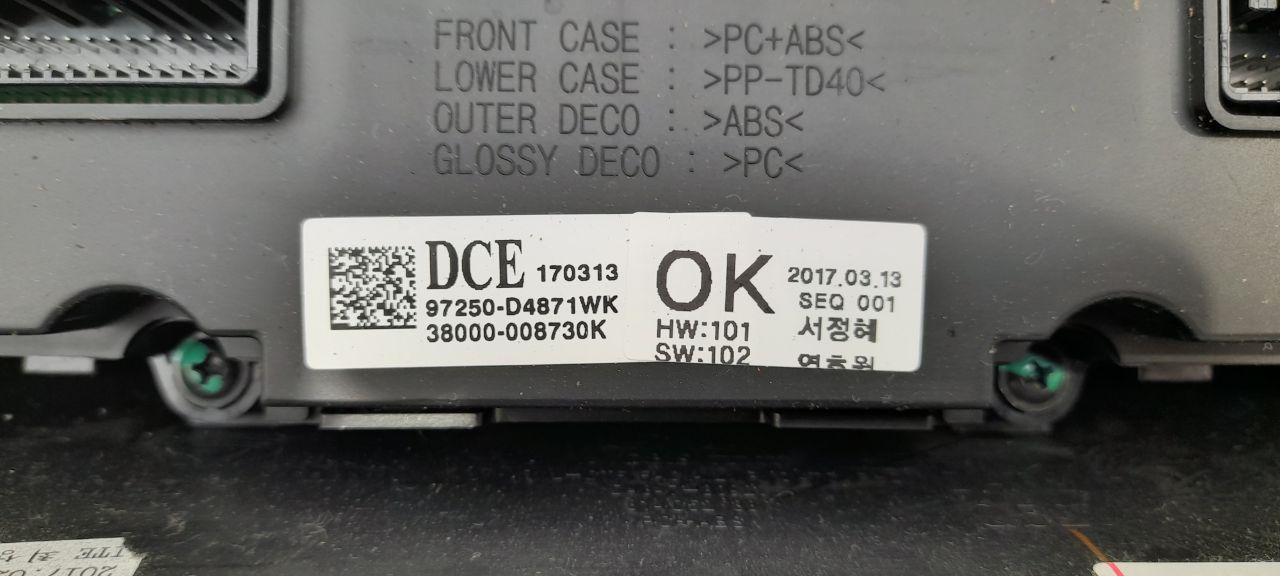 FRONT CASE : >PC+ABS<
LOWER CASE : >PP-TD40<
OUTER DECO : >ABS<
GLOSSY DECO : >PC<
DCE 170313
97250-D4871WK
38000-008730K
OK
HW:101
SW:102
2017.03.13
SEQ 001
서정혜